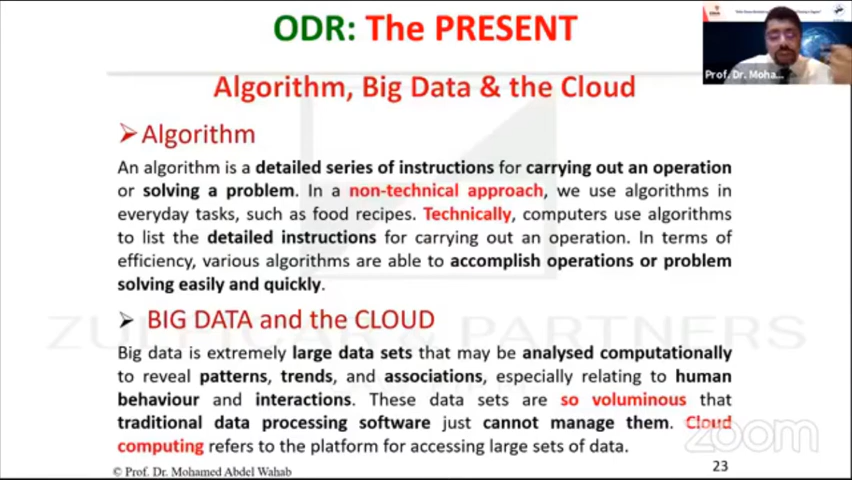 ODR: The PRESENT
Prof. Dr. Moha...
Algorithm, Big Data & the Cloud
Algorithm
An algorithm is a detailed series of instructions for carrying out an operation
or solving a problem. In a non-technical approach, we use algorithms in
everyday tasks, such as food recipes. Technically, computers use algorithms
to list the detailed instructions for carrying out an operation. In terms of
efficiency, various algorithms are able to accomplish operations or problem
solving easily and quickly.
BIG DATA and the CLOUD
Big data is extremely large data sets that may be analysed computationally
to reveal patterns, trends, and associations, especially relating to human
behaviour and interactions. These data sets are so voluminous that
traditional data processing software just cannot manage them. Cloud
computing refers to the platform for accessing large sets of data.
zoom
© Prof. Dr. Mohamed Abdel Wahab
23